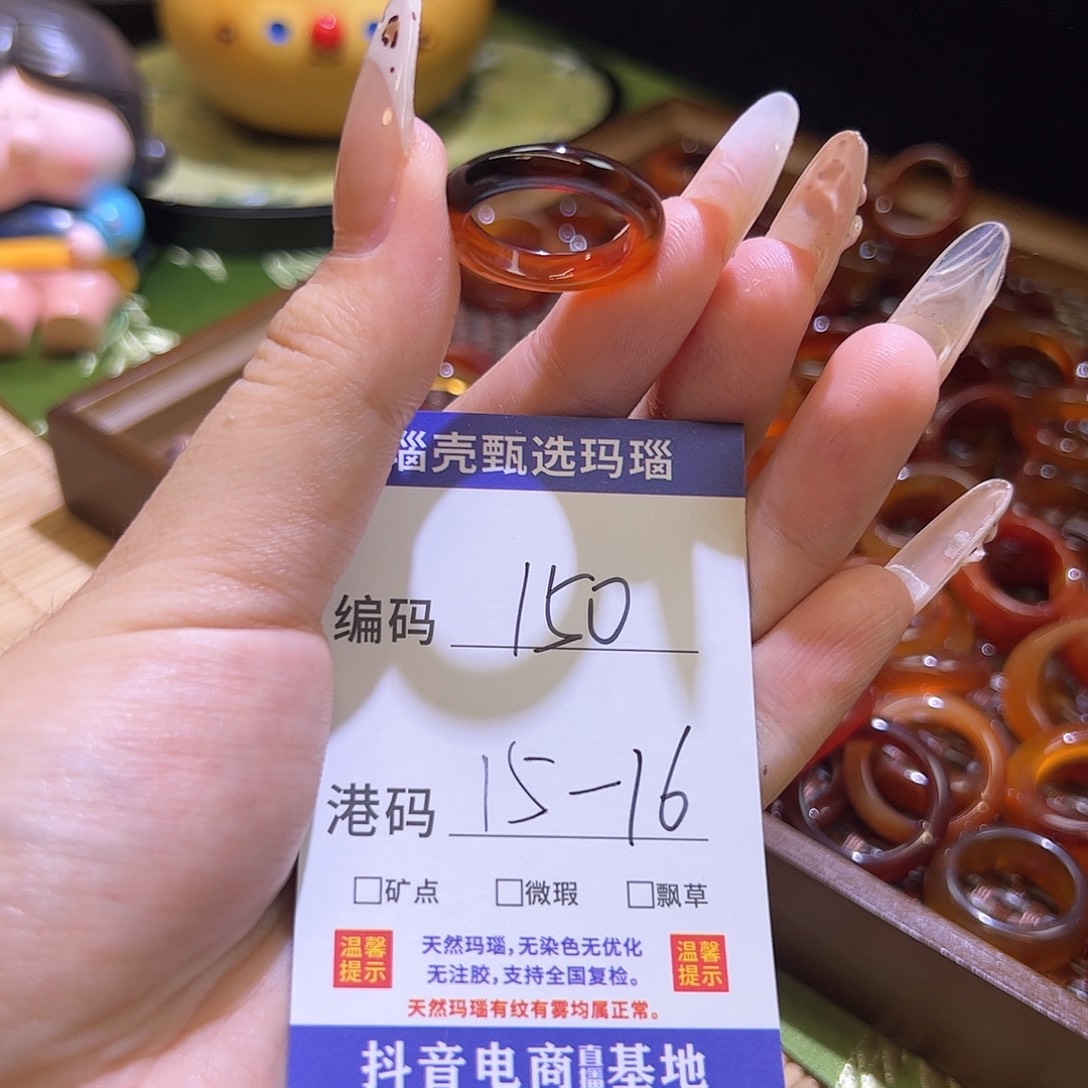 瑙壳甄选玛瑙
编码 150
港码 15-16
□矿点 □微瑕 □飘草
温馨提示
天然玛瑙,无染色无优化
无注胶,支持全国复检。
温馨提示
天然玛瑙有纹有雾均属正常。
抖音电商直播基地